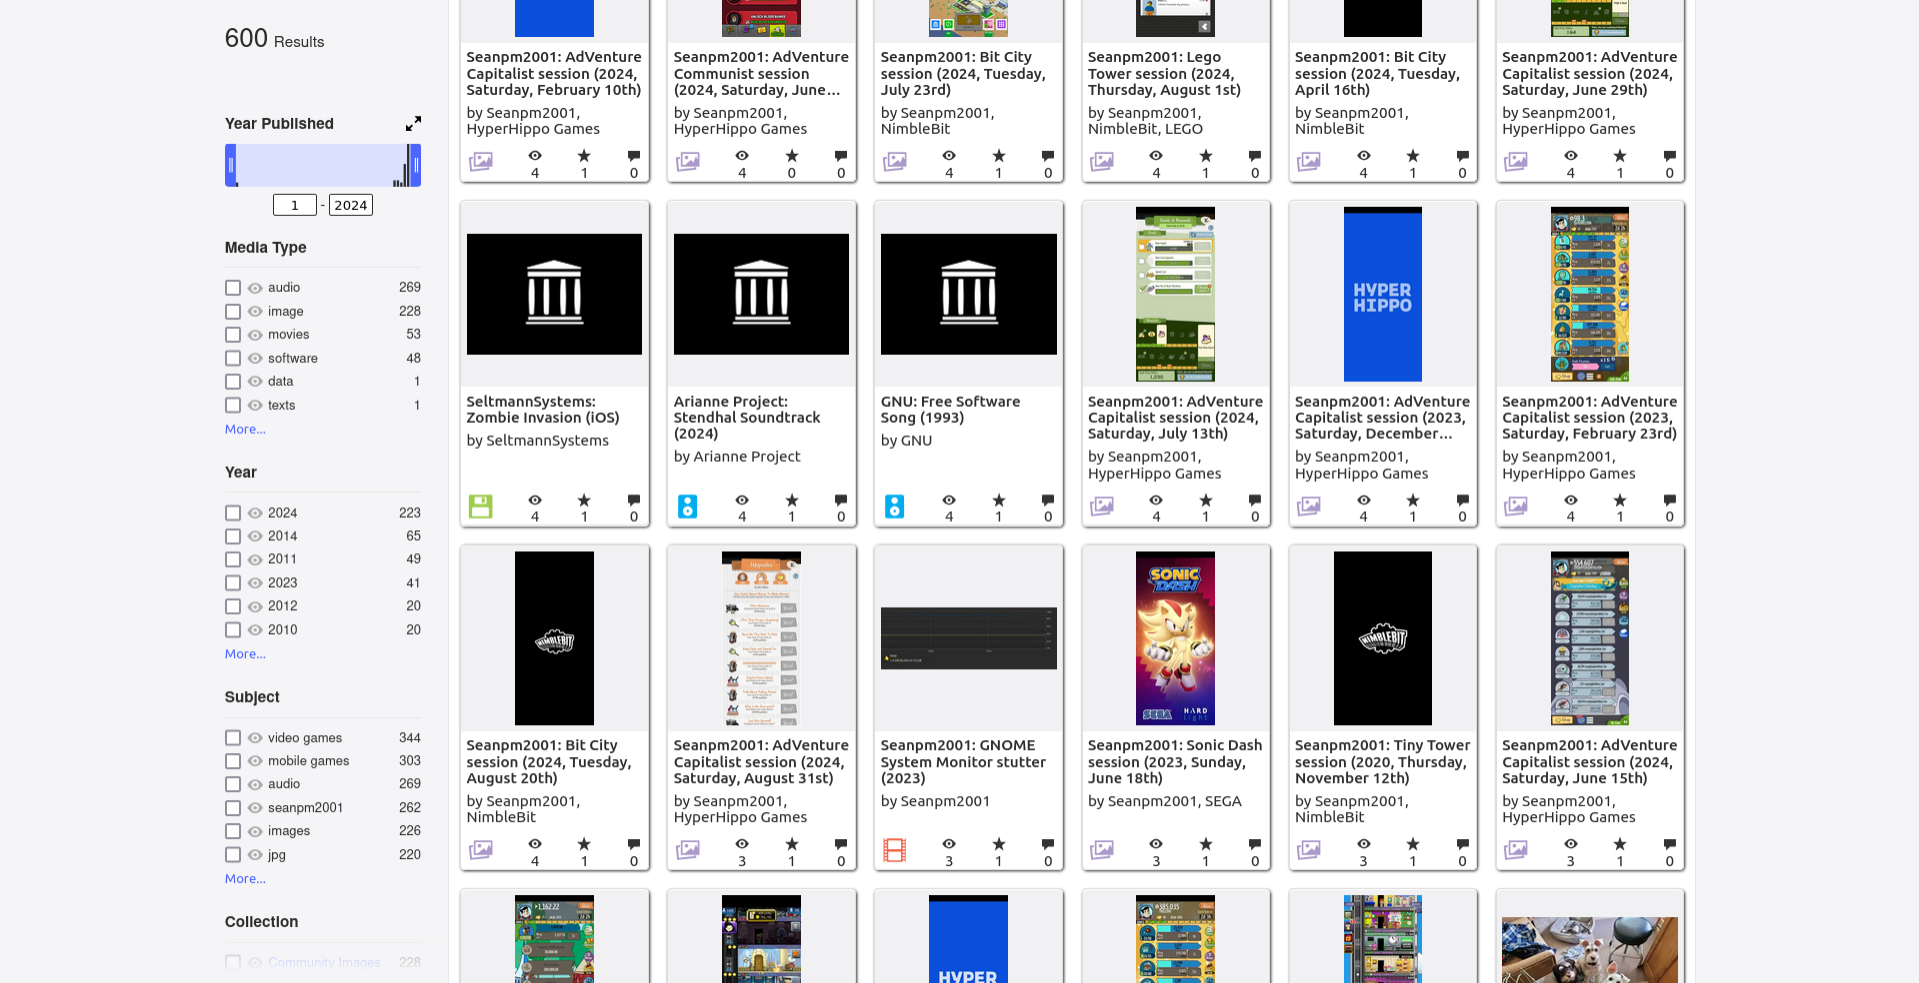 600 Results
Year Published
1 - 2024
Media Type
audio 269
image 228
movies 53
software 48
data 1
texts 1
More...
Year
2024 223
2014 65
2011 49
2023 41
2012 20
2010 20
More...
Subject
video games 344
mobile games 303
audio 269
seanpm2001 262
images 226
jpg 220
More...
Collection
Community Images 228
Seanpm2001: AdVenture
Capitalist session (2024,
Saturday, February 10th)
by Seanpm2001,
HyperHippo Games
4 1 0
Seanpm2001: AdVenture
Communist session
(2024, Saturday, June...
by Seanpm2001,
HyperHippo Games
4 0 0
Seanpm2001: Bit City
session (2024, Tuesday,
July 23rd)
by Seanpm2001,
NimbleBit
4 1 0
Seanpm2001: Lego
Tower session (2024,
Thursday, August 1st)
by Seanpm2001,
NimbleBit, LEGO
4 1 0
Seanpm2001: Bit City
session (2024, Tuesday,
April 16th)
by Seanpm2001,
NimbleBit
4 1 0
Seanpm2001: AdVenture
Capitalist session (2024,
Saturday, June 29th)
by Seanpm2001,
HyperHippo Games
4 1 0
SeltmannSystems:
Zombie Invasion (iOS)
by SeltmannSystems
4 1 0
Arianne Project:
Stendhal Soundtrack
(2024)
by Arianne Project
4 1 0
GNU: Free Software
Song (1993)
by GNU
4 1 0
Seanpm2001: AdVenture
Capitalist session (2024,
Saturday, July 13th)
by Seanpm2001,
HyperHippo Games
4 1 0
HYPER
HIPPO
Seanpm2001: AdVenture
Capitalist session (2023,
Saturday, December...
by Seanpm2001,
HyperHippo Games
4 1 0
Seanpm2001: AdVenture
Capitalist session (2023,
Saturday, February 23rd)
by Seanpm2001,
HyperHippo Games
4 1 0
NIMBLEBIT
Seanpm2001: Bit City
session (2024, Tuesday,
August 20th)
by Seanpm2001,
NimbleBit
4 1 0
Upgrades
Seanpm2001: AdVenture
Capitalist session (2024,
Saturday, August 31st)
by Seanpm2001,
HyperHippo Games
3 1 0
Seanpm2001: GNOME
System Monitor stutter
(2023)
by Seanpm2001
3 1 0
SONIC
DASH
SEGA HARD
light
Seanpm2001: Sonic Dash
session (2023, Sunday,
June 18th)
by Seanpm2001, SEGA
3 1 0
NIMBLEBIT
Seanpm2001: Tiny Tower
session (2020, Thursday,
November 12th)
by Seanpm2001,
NimbleBit
3 1 0
Seanpm2001: AdVenture
Capitalist session (2024,
Saturday, June 15th)
by Seanpm2001,
HyperHippo Games
3 1 0
HYPER